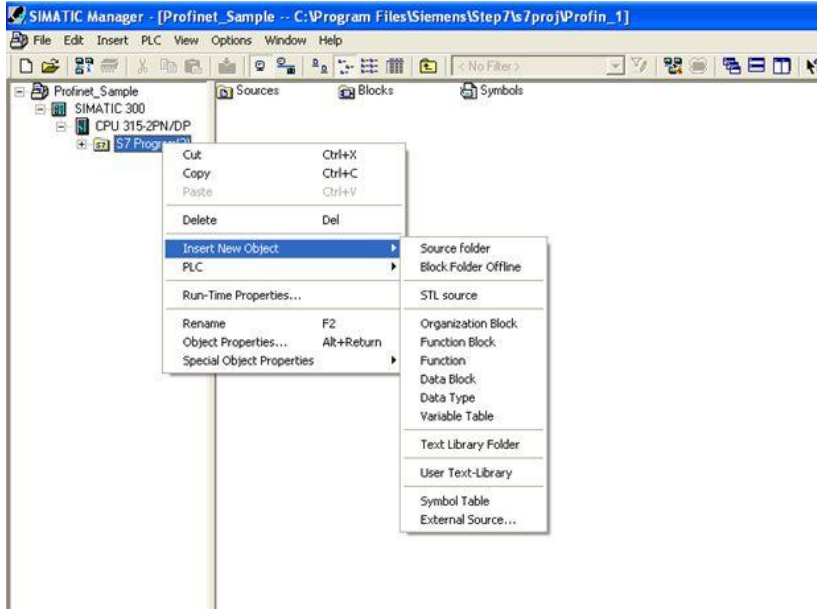 SIMATIC Manager - [Profinet_Sample -- C:\Program Files\Siemens\Step7\s7proj\Profin_1]
File Edit Insert PLC View Options Window Help
< No Filter >
Profinet_Sample
SIMATIC 300
CPU 315-2PN/DP
S7 Program(3)
Sources Blocks Symbols
Cut Ctrl+X
Copy Ctrl+C
Paste Ctrl+V
Delete Del
Insert New Object
PLC
Run-Time Properties...
Rename F2
Object Properties... Alt+Return
Special Object Properties
Source folder
Block Folder Offline
STL source
Organization Block
Function Block
Function
Data Block
Data Type
Variable Table
Text Library Folder
User Text-Library
Symbol Table
External Source...